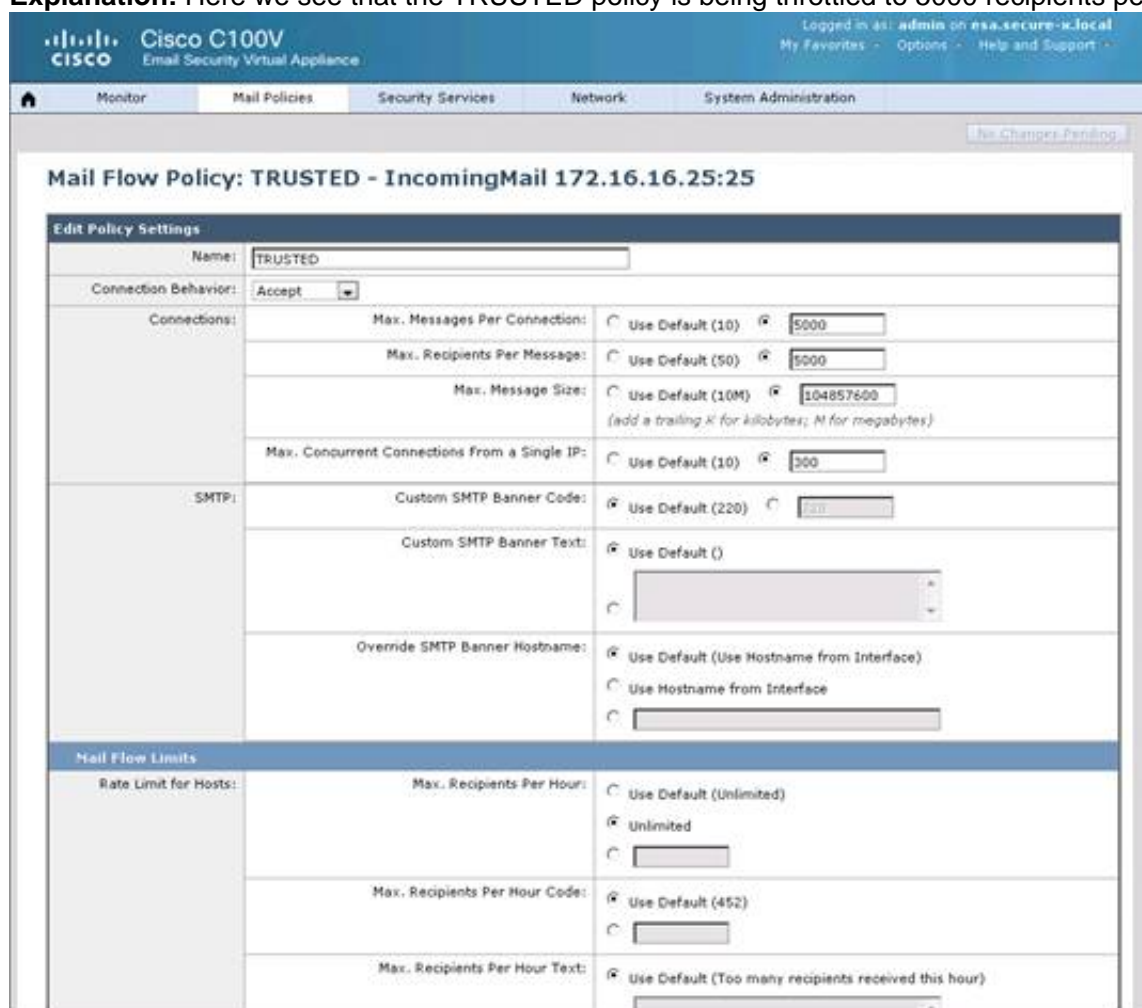 Explanation: Here we see that the TRUSTED policy is being throttled to 5000 recipients pe
Logged in as: admin on esa.secure-x.local
CISCO
Cisco C100V
Email Security Virtual Appliance
My Favorites Options Help and Support
Monitor Mail Policies Security Services Network System Administration
No Changes Pending
Mail Flow Policy: TRUSTED - IncomingMail 172.16.16.25:25
Edit Policy Settings
Name: TRUSTED
Connection Behavior: Accept
Connections: Max. Messages Per Connection: Use Default (10) 5000
Max. Recipients Per Message: Use Default (50) 5000
Max. Message Size: Use Default (10M) 104857600
(add a trailing K for kilobytes; M for megabytes)
Max. Concurrent Connections From a Single IP: Use Default (10) 300
SMTP: Custom SMTP Banner Code: Use Default (220) 220
Custom SMTP Banner Text: Use Default ()
Override SMTP Banner Hostname: Use Default (Use Hostname from Interface)
Use Hostname from Interface
Mail Flow Limits
Rate Limit for Hosts: Max. Recipients Per Hour: Use Default (Unlimited)
Unlimited
Max. Recipients Per Hour Code: Use Default (452)
Max. Recipients Per Hour Text: Use Default (Too many recipients received this hour)